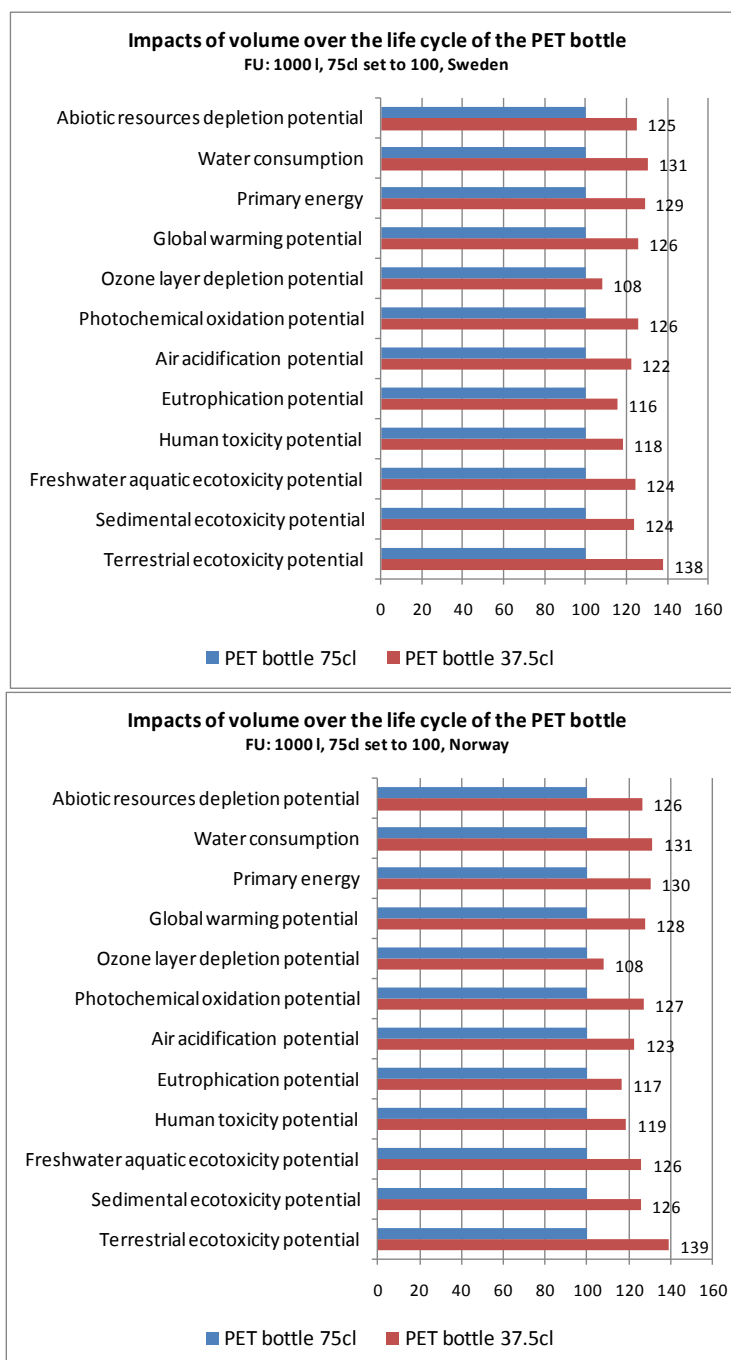 Impacts of volume over the life cycle of the PET bottle
FU: 1000 l, 75cl set to 100, Sweden
Abiotic resources depletion potential 125
Water consumption 131
Primary energy 129
Global warming potential 126
Ozone layer depletion potential 108
Photochemical oxidation potential 126
Air acidification potential 122
Eutrophication potential 116
Human toxicity potential 118
Freshwater aquatic ecotoxicity potential 124
Sedimental ecotoxicity potential 124
Terrestrial ecotoxicity potential 138
0 20 40 60 80 100 120 140 160
PET bottle 75cl PET bottle 37.5cl
Impacts of volume over the life cycle of the PET bottle
FU: 1000 l, 75cl set to 100, Norway
Abiotic resources depletion potential 126
Water consumption 131
Primary energy 130
Global warming potential 128
Ozone layer depletion potential 108
Photochemical oxidation potential 127
Air acidification potential 123
Eutrophication potential 117
Human toxicity potential 119
Freshwater aquatic ecotoxicity potential 126
Sedimental ecotoxicity potential 126
Terrestrial ecotoxicity potential 139
0 20 40 60 80 100 120 140 160
PET bottle 75cl PET bottle 37.5cl